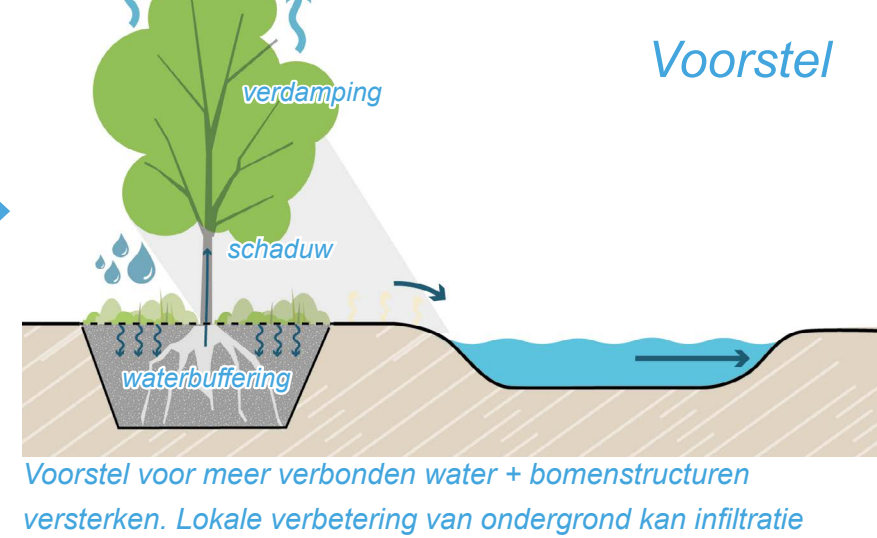 Voorstel
verdamping
schaduw
waterbuffering
Voorstel voor meer verbonden water + bomenstructuren
versterken. Lokale verbetering van ondergrond kan infiltratie